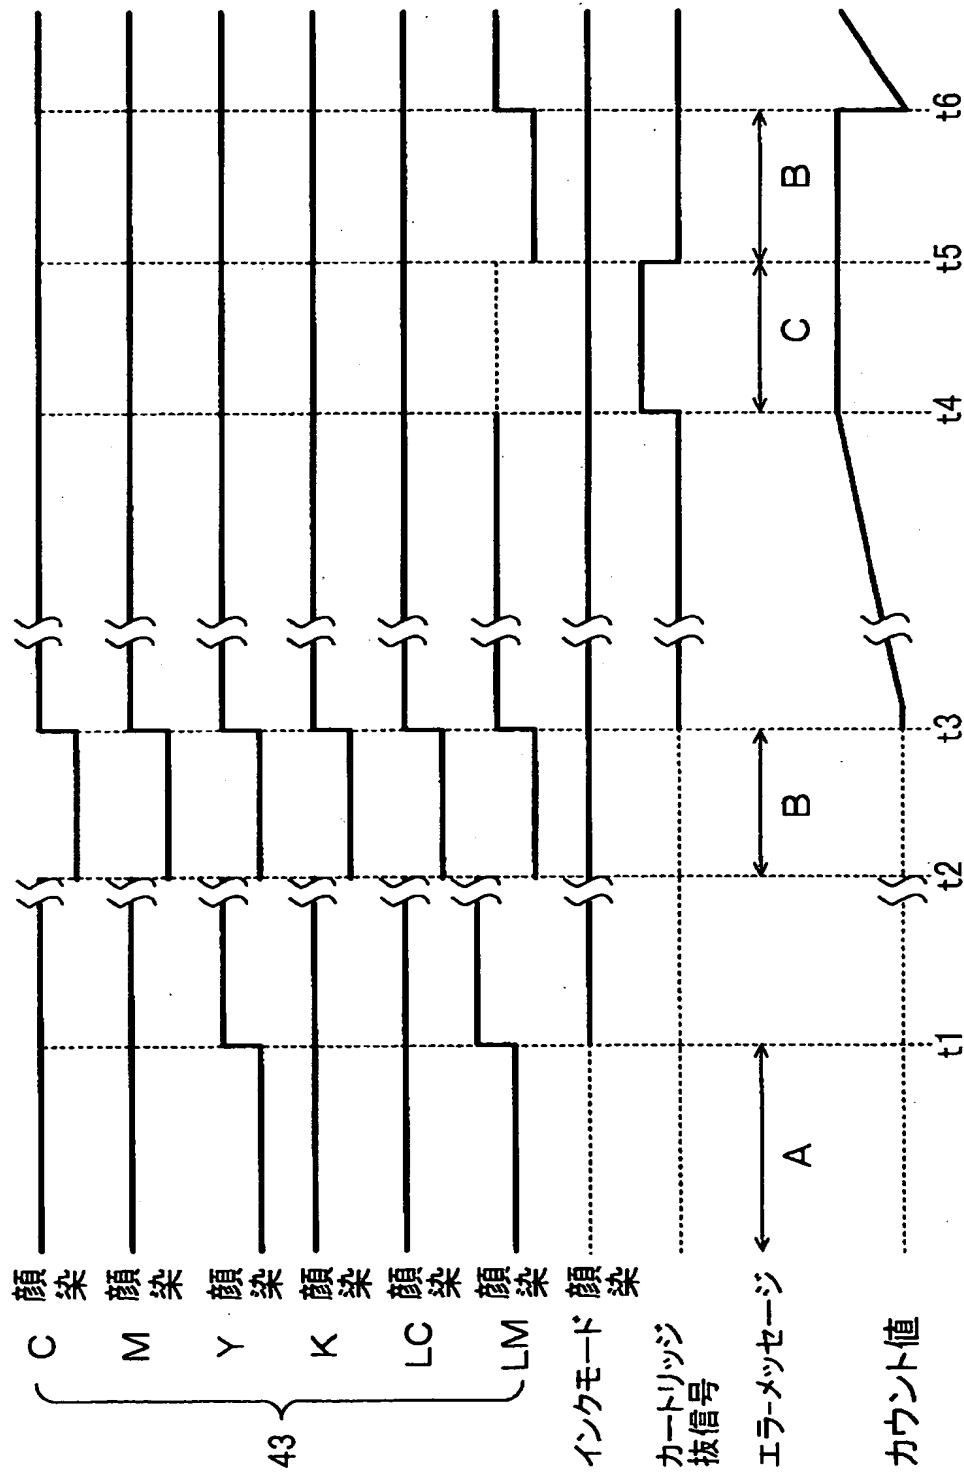 43
C
顔
染
M
顔
染
Y
顔
染
K
顔
染
LC
顔
染
LM
顔
染
インクモード
顔
染
カートリッジ
抜信号
エラーメッセージ
A
B
C
B
カウント値
t1
t2
t3
t4
t5
t6